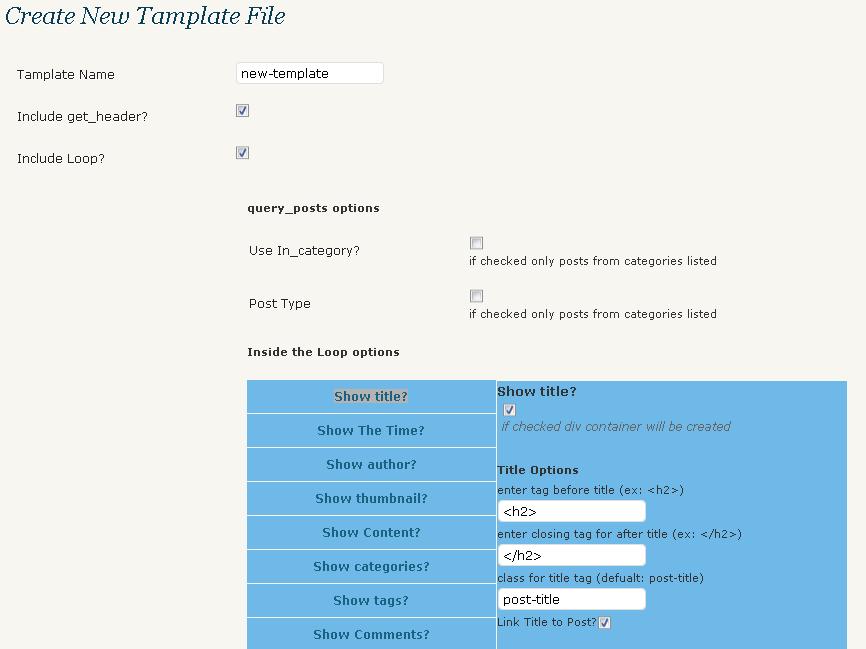 Create New Tamplate File
Tamplate Name
new-template
Include get_header?
Include Loop?
query_posts options
Use In_category?
if checked only posts from categories listed
Post Type
if checked only posts from categories listed
Inside the Loop options
Show title?
Show The Time?
Show author?
Show thumbnail?
Show Content?
Show categories?
Show tags?
Show Comments?
Show title?
if checked div container will be created
Title Options
enter tag before title (ex: <h2>)
<h2>
enter closing tag for after title (ex: </h2>)
</h2>
class for title tag (defualt: post-title)
post-title
Link Title to Post?